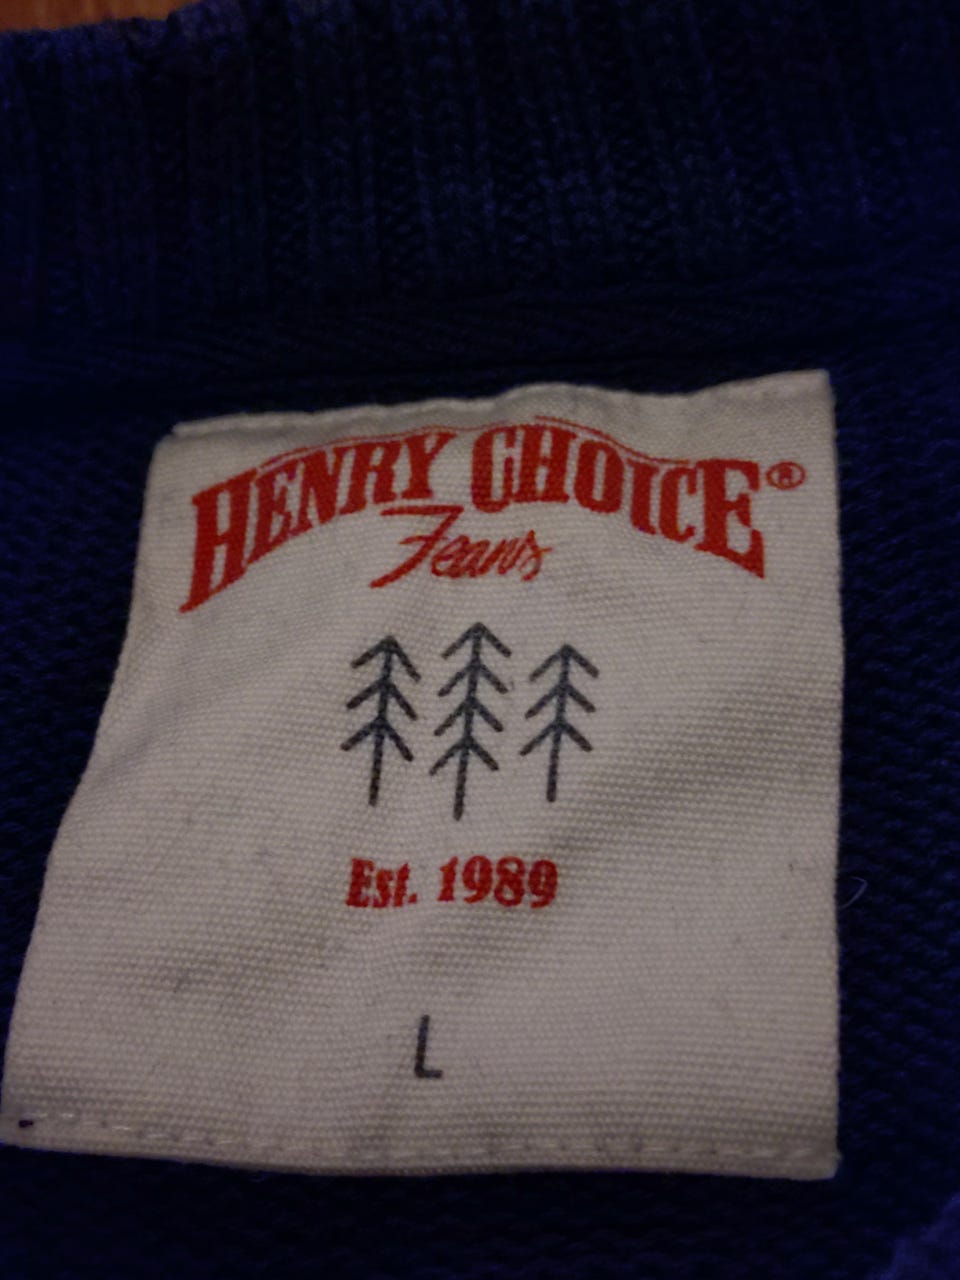 HENRY CHOICE®
Jeans
Est. 1989
L